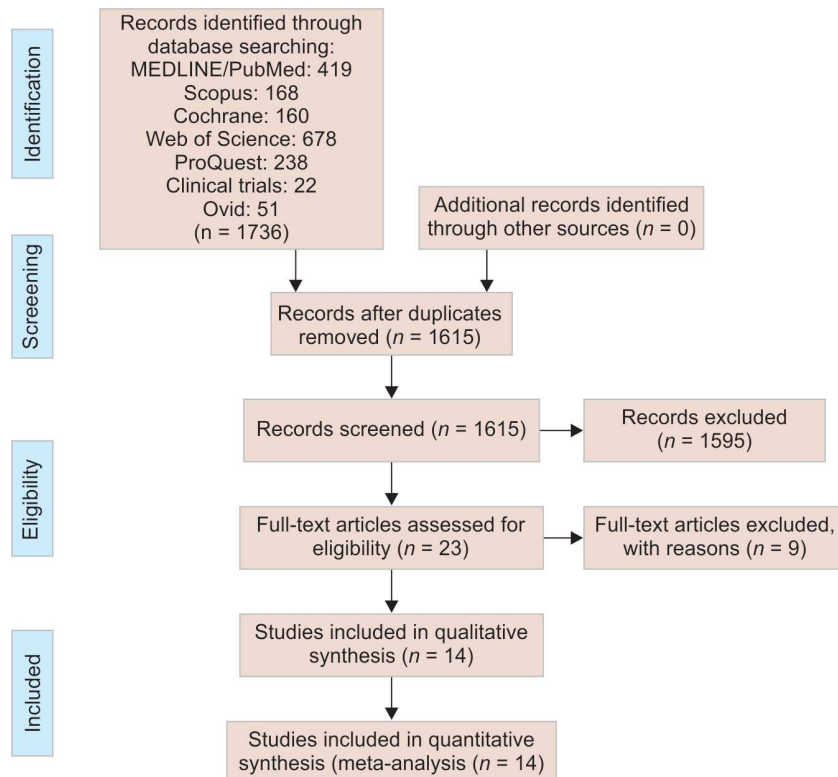 Identification
Records identified through
database searching:
MEDLINE/PubMed: 419
Scopus: 168
Cochrane: 160
Web of Science: 678
ProQuest: 238
Clinical trials: 22
Ovid: 51
(n = 1736)
Additional records identified
through other sources (n = 0)
Screeening
Records after duplicates
removed (n = 1615)
Records screened (n = 1615)
Records excluded
(n = 1595)
Eligibility
Full-text articles assessed for
eligibility (n = 23)
Full-text articles excluded,
with reasons (n = 9)
Included
Studies included in qualitative
synthesis (n = 14)
Studies included in quantitative
synthesis (meta-analysis (n = 14)